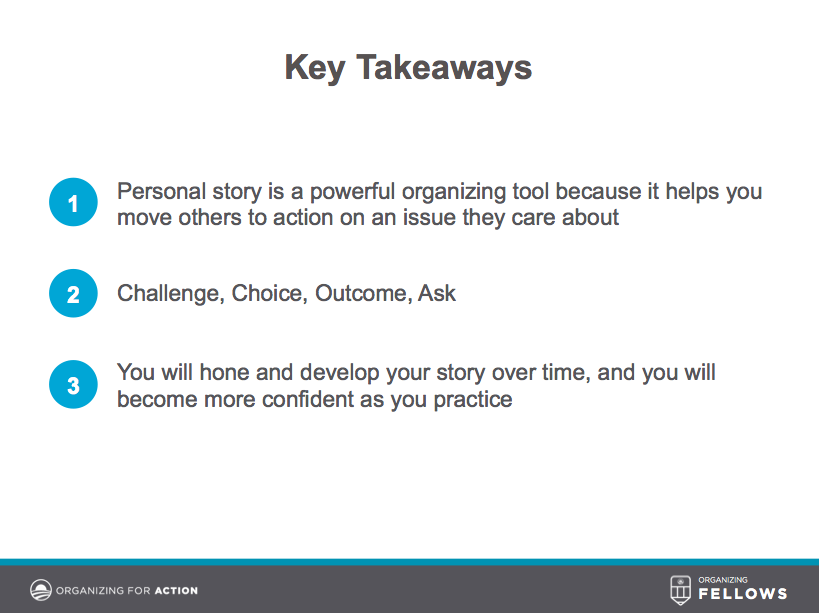 Key Takeaways
1
Personal story is a powerful organizing tool because it helps you
move others to action on an issue they care about
2
Challenge, Choice, Outcome, Ask
3
You will hone and develop your story over time, and you will
become more confident as you practice
ORGANIZING FOR ACTION
ORGANIZING
FELLOWS